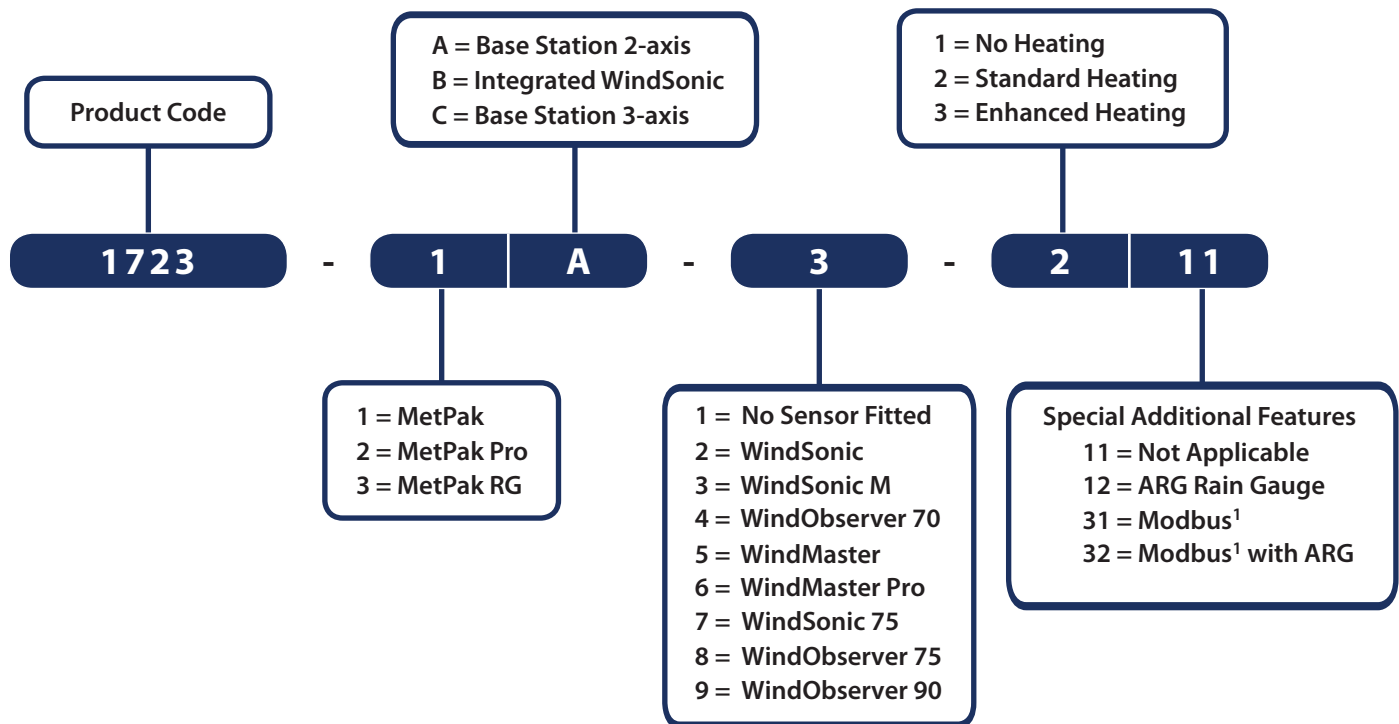 A = Base Station 2-axis
B = Integrated WindSonic
C = Base Station 3-axis
1 = No Heating
2 = Standard Heating
3 = Enhanced Heating
Product Code
1723 - 1 A - 3 - 2 11
1 = MetPak
2 = MetPak Pro
3 = MetPak RG
1 = No Sensor Fitted
2 = WindSonic
3 = WindSonic M
4 = WindObserver 70
5 = WindMaster
6 = WindMaster Pro
7 = WindSonic 75
8 = WindObserver 75
9 = WindObserver 90
Special Additional Features
11 = Not Applicable
12 = ARG Rain Gauge
31 = Modbus¹
32 = Modbus¹ with ARG